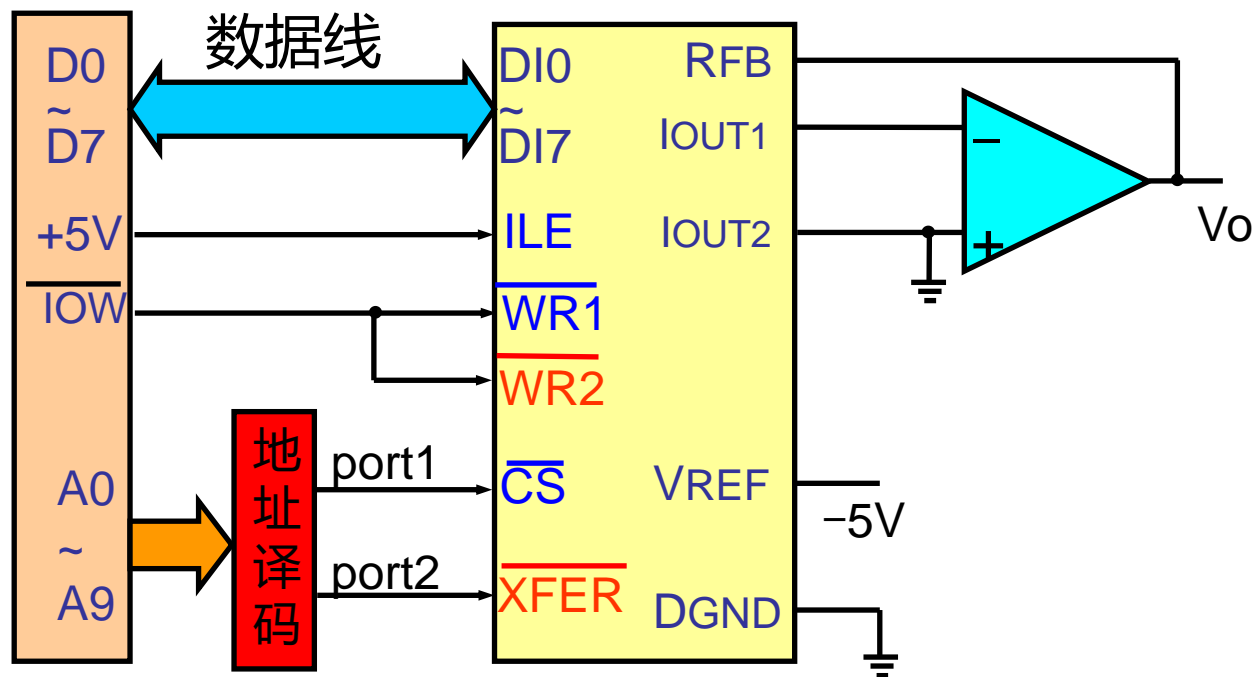 数据线
D0
~
D7
+5V
IOW
A0
~
A9
地址译码
port1
port2
DI0
~
DI7
ILE
WR1
WR2
CS
XFER
RFB
IOUT1
IOUT2
VREF
DGND
−
+
Vo
−5V